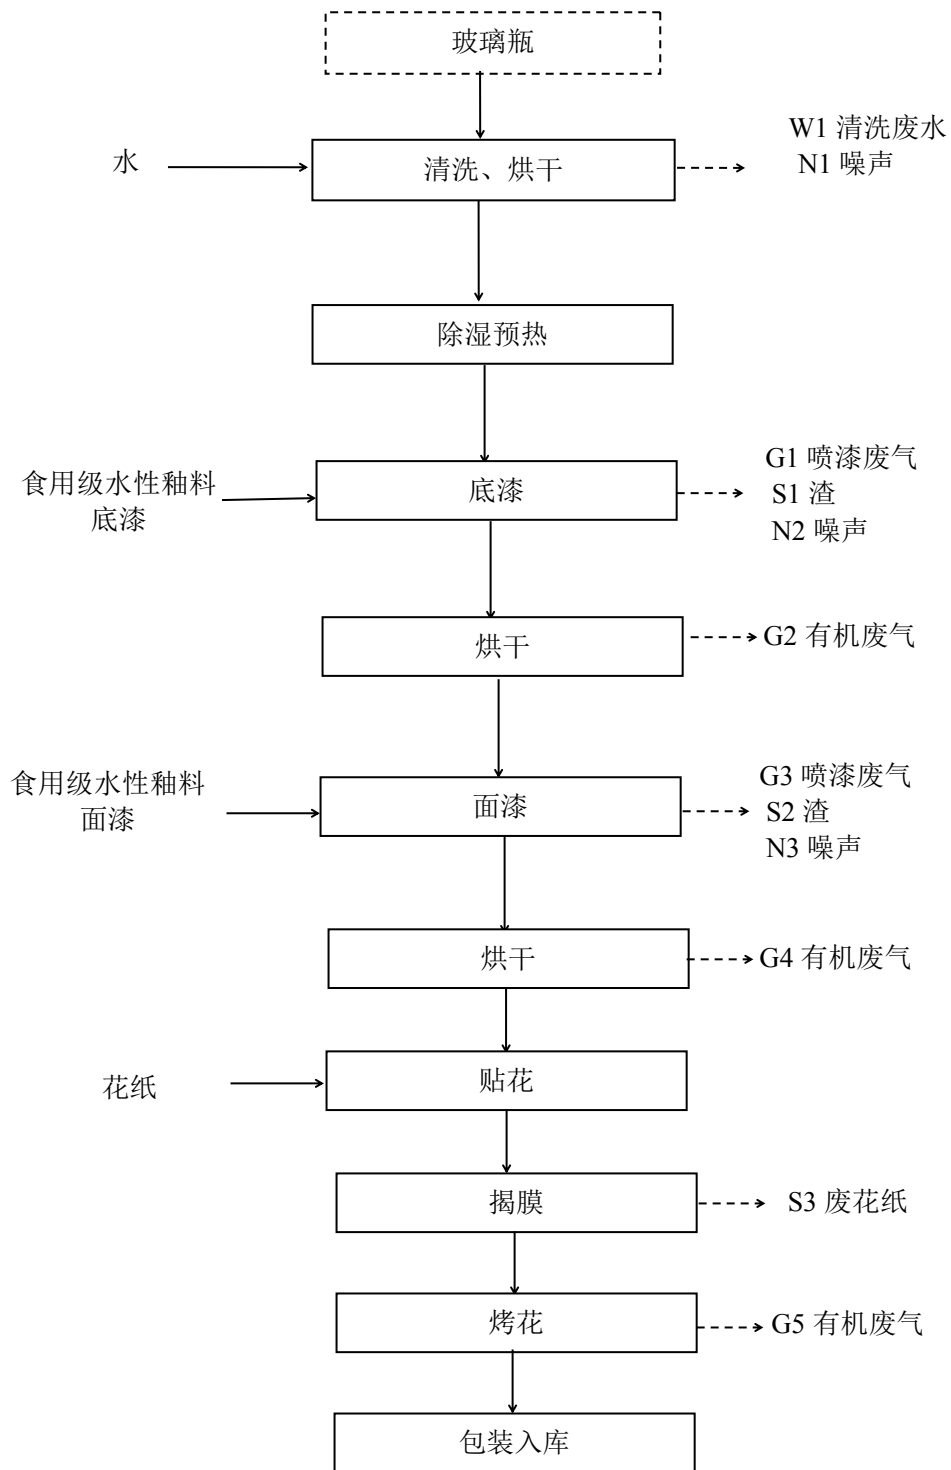 玻璃瓶
水
清洗、烘干
W1 清洗废水
N1 噪声
除湿预热
食用级水性釉料
底漆
底漆
G1 喷漆废气
S1 渣
N2 噪声
烘干
G2 有机废气
食用级水性釉料
面漆
面漆
G3 喷漆废气
S2 渣
N3 噪声
烘干
G4 有机废气
花纸
贴花
揭膜
S3 废花纸
烤花
G5 有机废气
包装入库